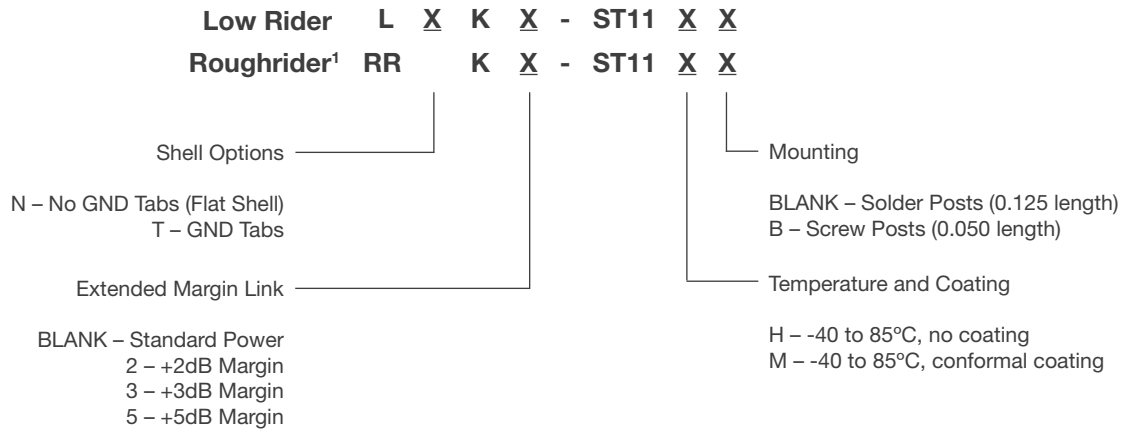 Low Rider L X K X - ST11 X X
Roughrider¹ RR K X - ST11 X X
Shell Options
N – No GND Tabs (Flat Shell)
T – GND Tabs
Extended Margin Link
BLANK – Standard Power
2 – +2dB Margin
3 – +3dB Margin
5 – +5dB Margin
Mounting
BLANK – Solder Posts (0.125 length)
B – Screw Posts (0.050 length)
Temperature and Coating
H – -40 to 85ºC, no coating
M – -40 to 85ºC, conformal coating